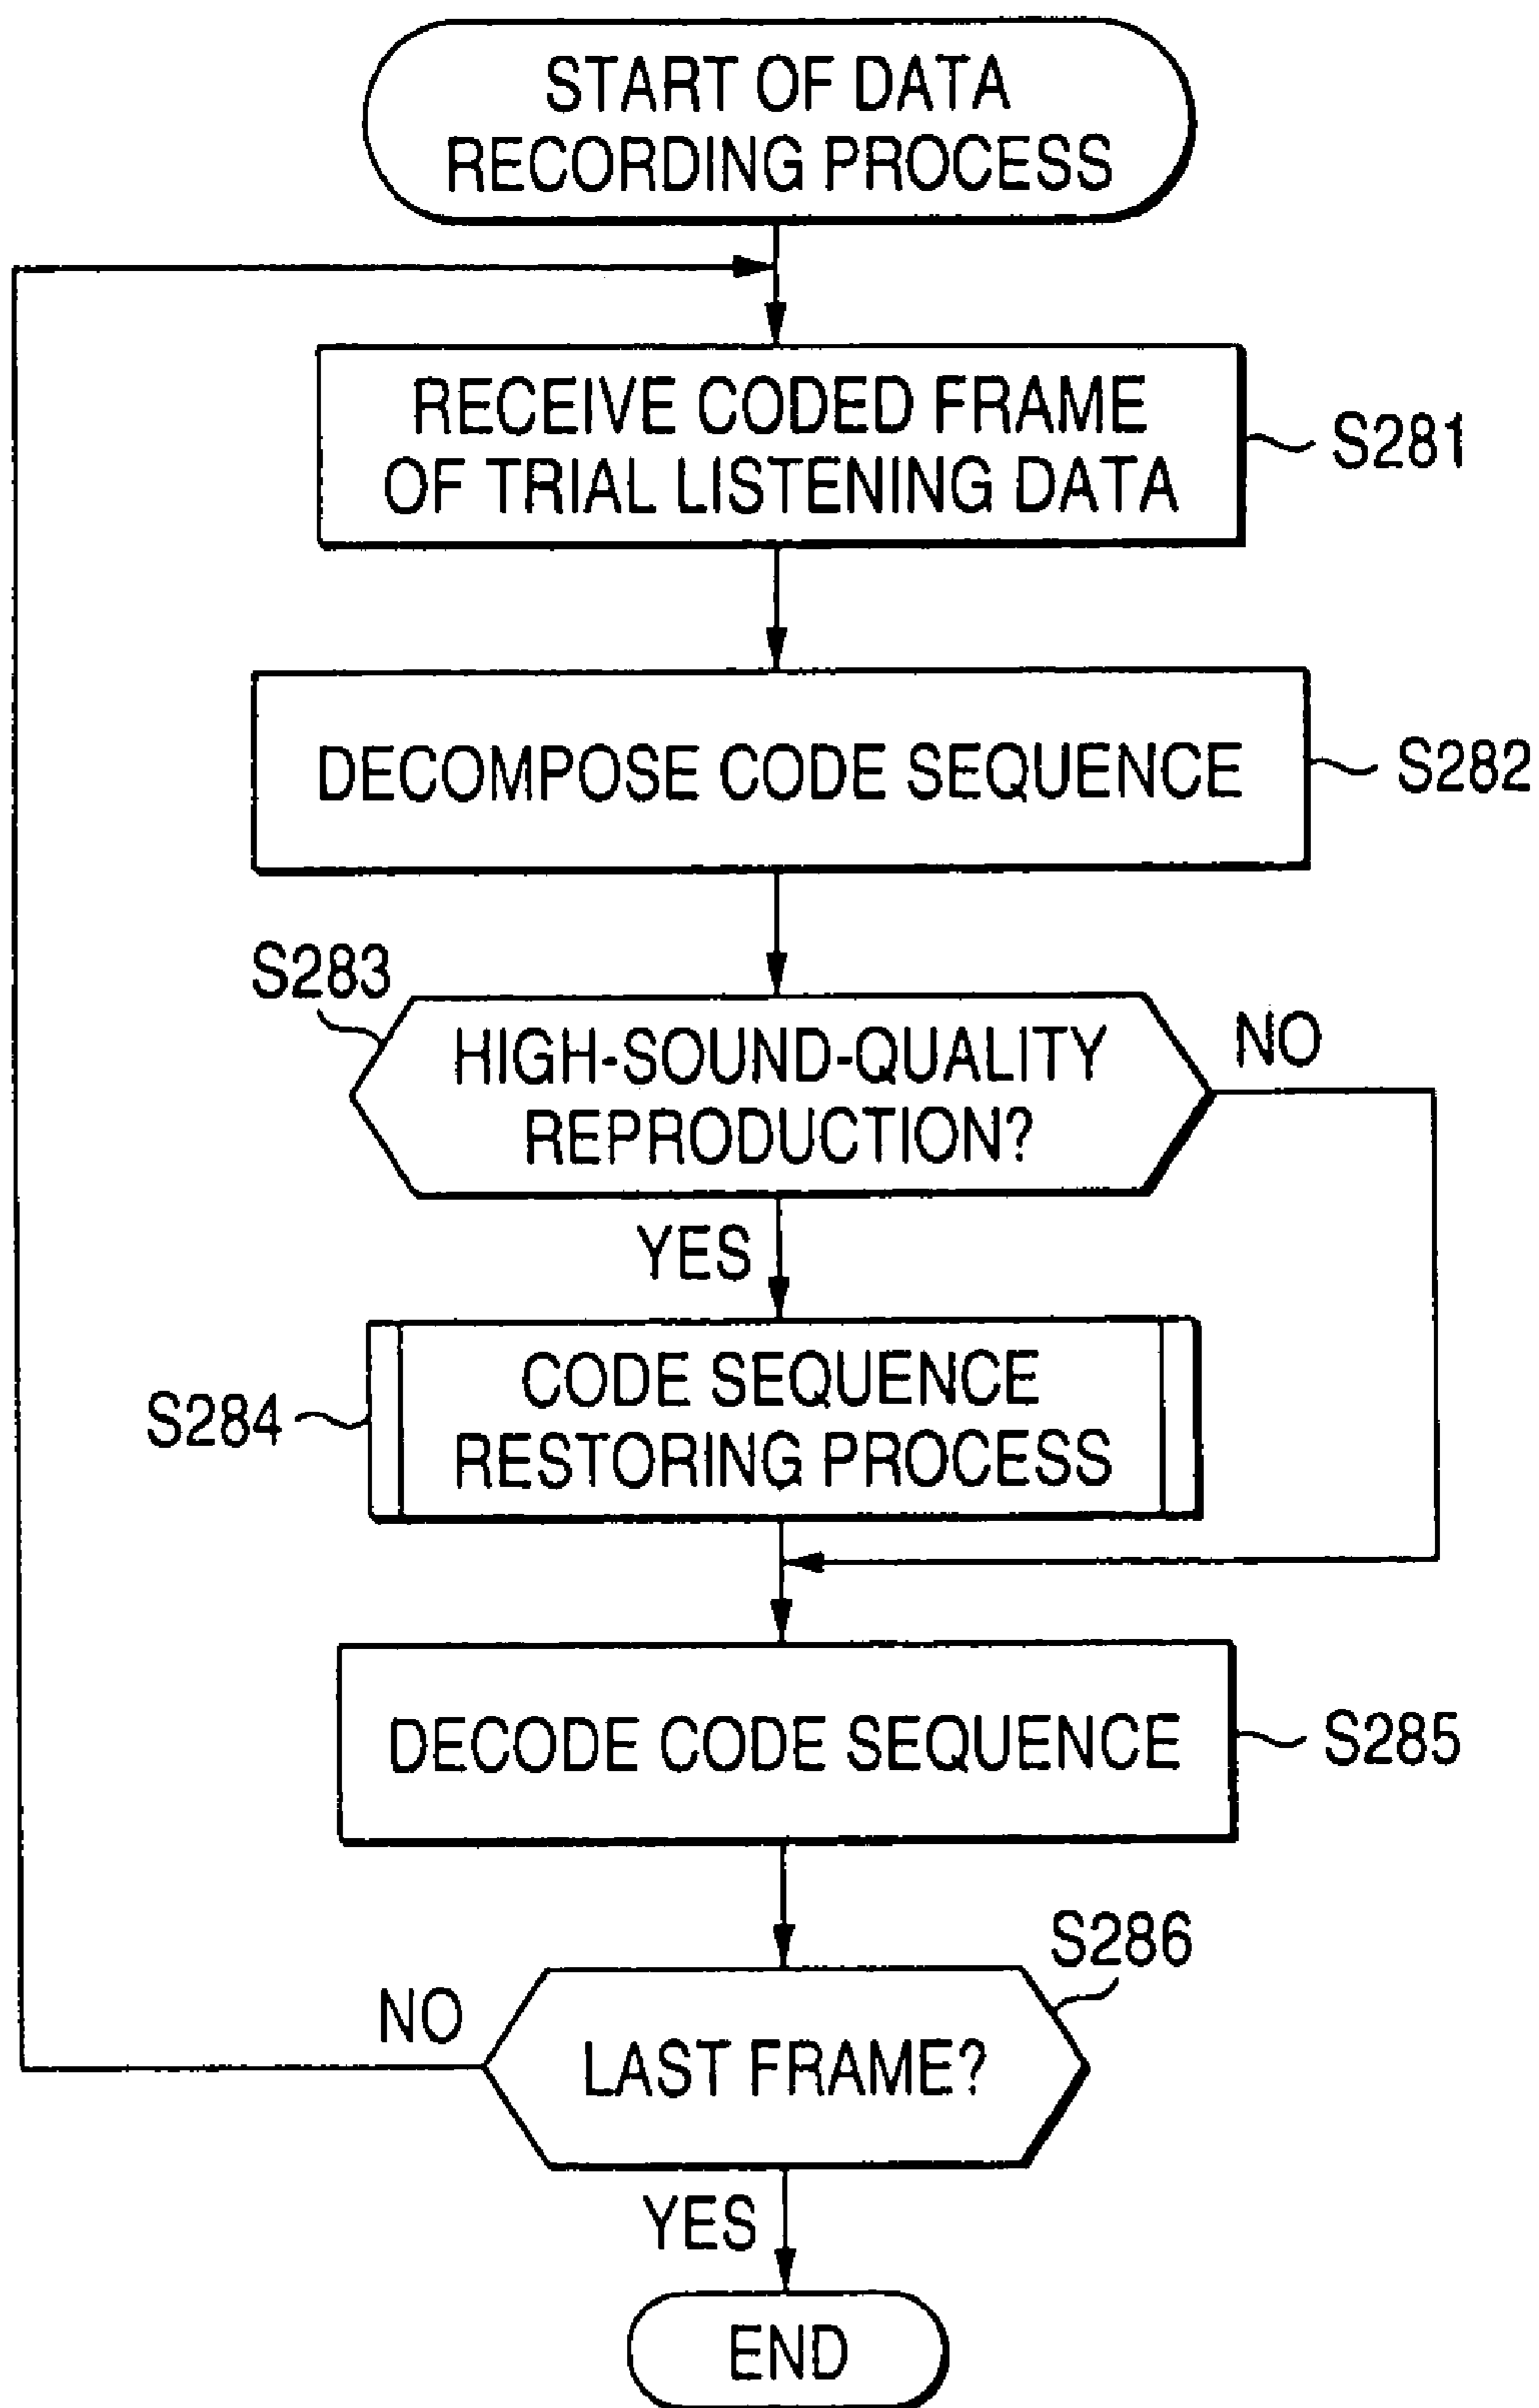 START OF DATA
RECORDING PROCESS
RECEIVE CODED FRAME
OF TRIAL LISTENING DATA
S281
DECOMPOSE CODE SEQUENCE
S282
S283
HIGH-SOUND-QUALITY
REPRODUCTION?
NO
YES
CODE SEQUENCE
RESTORING PROCESS
S284
DECODE CODE SEQUENCE
S285
S286
NO
LAST FRAME?
YES
END